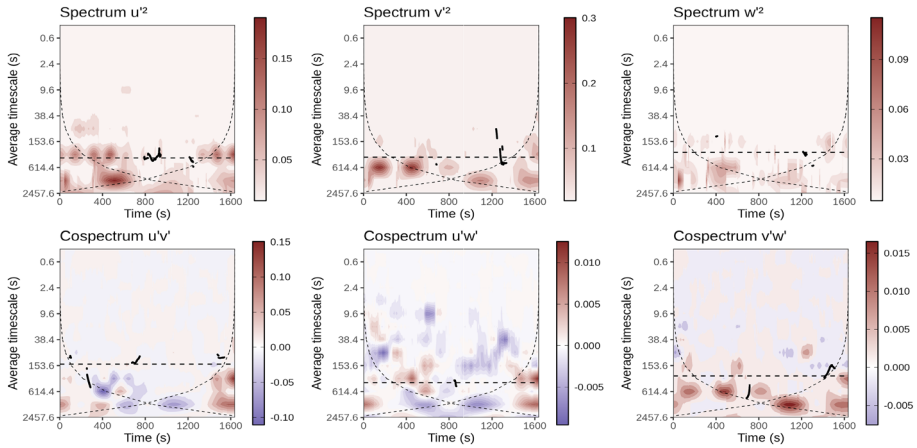 Spectrum u'²
Average timescale (s)
0.6
2.4
9.6
38.4
153.6
614.4
2457.6
0 400 800 1200 1600
Time (s)
0.15
0.10
0.05
Spectrum v'²
Average timescale (s)
0.6
2.4
9.6
38.4
153.6
614.4
2457.6
0 400 800 1200 1600
Time (s)
0.3
0.2
0.1
Spectrum w'²
Average timescale (s)
0.6
2.4
9.6
38.4
153.6
614.4
2457.6
0 400 800 1200 1600
Time (s)
0.09
0.06
0.03
Cospectrum u'v'
Average timescale (s)
0.6
2.4
9.6
38.4
153.6
614.4
2457.6
0 400 800 1200 1600
Time (s)
0.15
0.10
0.05
0.00
-0.05
-0.10
Cospectrum u'w'
Average timescale (s)
0.6
2.4
9.6
38.4
153.6
614.4
2457.6
0 400 800 1200 1600
Time (s)
0.010
0.005
0.000
-0.005
Cospectrum v'w'
Average timescale (s)
0.6
2.4
9.6
38.4
153.6
614.4
2457.6
0 400 800 1200 1600
Time (s)
0.015
0.010
0.005
0.000
-0.005